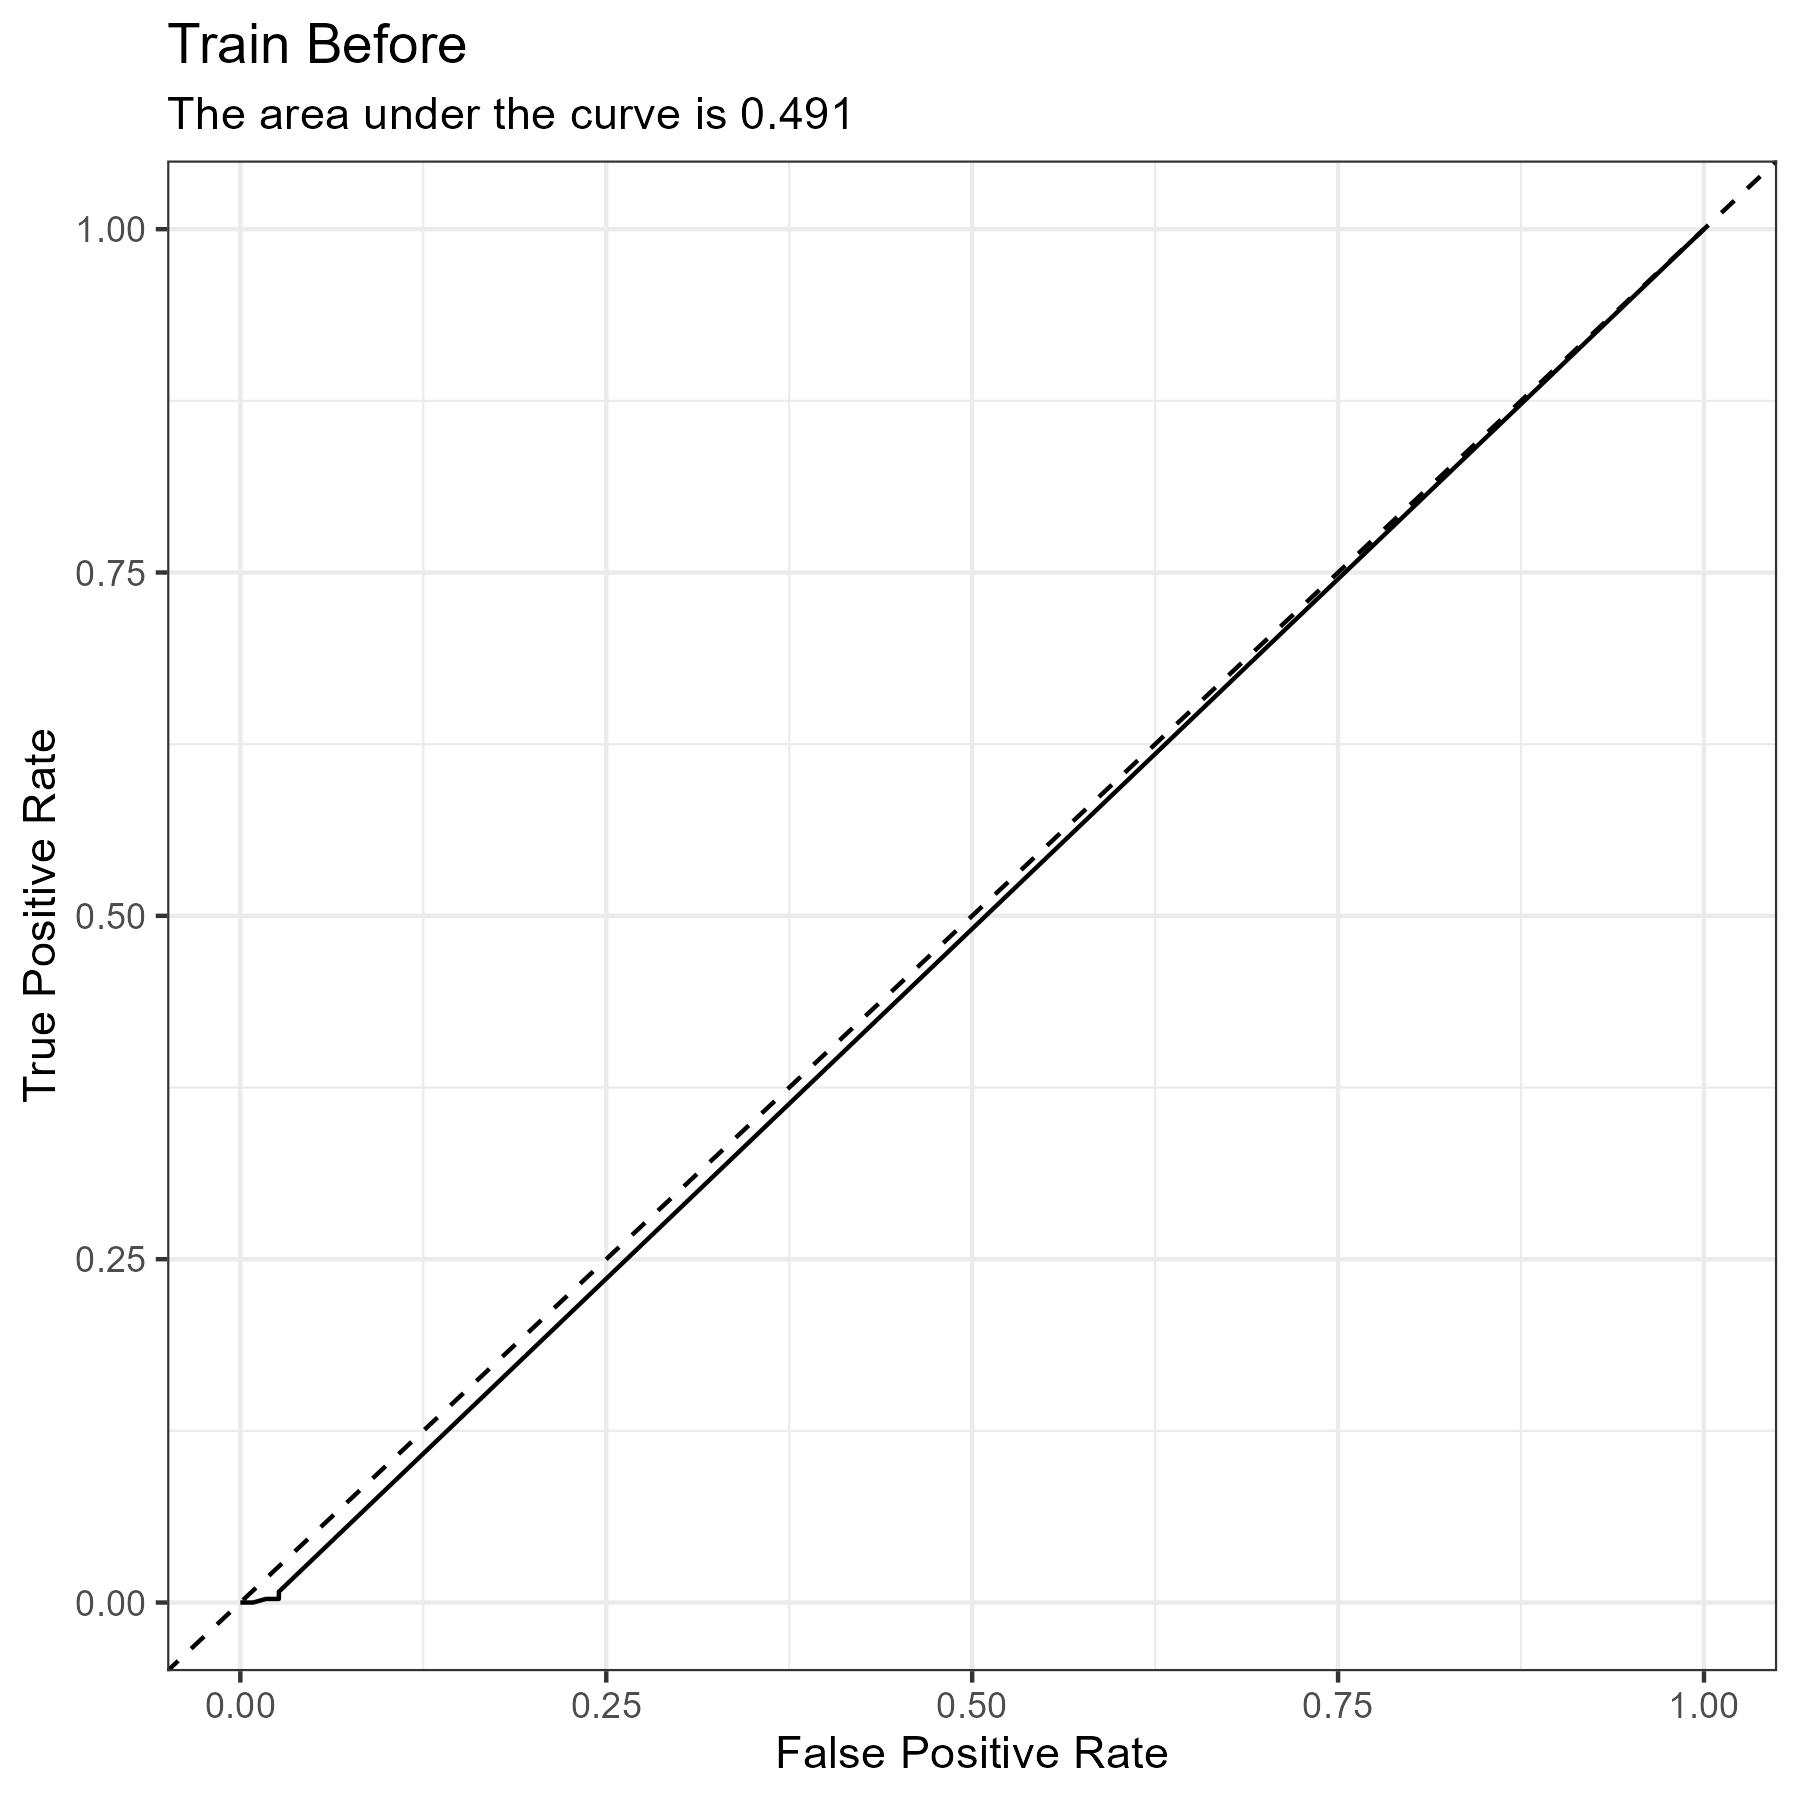 Train Before
The area under the curve is 0.491
1.00
0.75
0.50
0.25
0.00
True Positive Rate
0.00 0.25 0.50 0.75 1.00
False Positive Rate